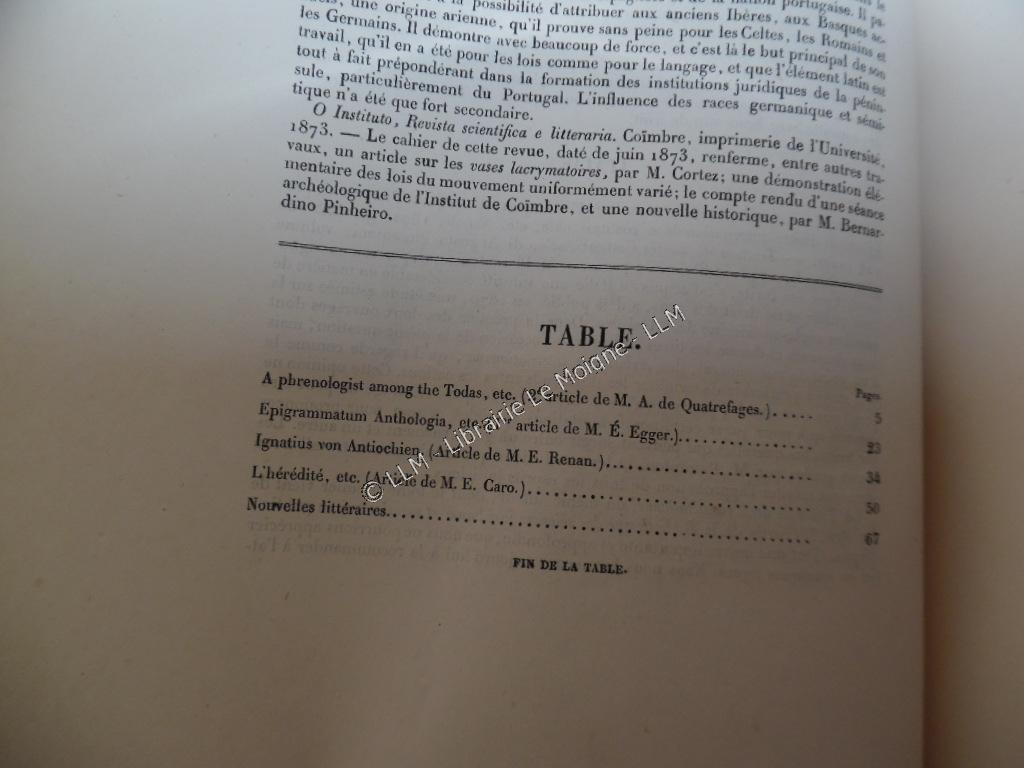 la possibilité d'attribuer aux anciens Ibères, aux Basques ac-
une origine arienne, qu'il prouve sans peine pour les Celtes, les Romains et
les Germains. Il démontre avec beaucoup de force, et c'est là le but principal de son
travail, qu'il en a été pour les lois comme pour le langage, et que l'élément latin est
tout à fait prépondérant dans la formation des institutions juridiques de la pénin-
sule, particulièrement du Portugal. L'influence des races germanique et sémi-
tique n'a été que fort secondaire.
O Instituto, Revista scientifica e litteraria. Coïmbre, imprimerie de l'Université,
1873. — Le cahier de cette revue, daté de juin 1873, renferme, entre autres tra-
vaux, un article sur les vases lacrymatoires, par M. Cortez; une démonstration élé-
mentaire des lois du mouvement uniformément varié; le compte rendu d'une séance
archéologique de l'Institut de Coïmbre, et une nouvelle historique, par M. Bernar-
dino Pinheiro.
TABLE.
Pages.
A phrenologist among the Todas, etc. (2e article de M. A. de Quatrefages.)..... 5
Epigrammatum Anthologia, etc. article de M. É. Egger.)................ 23
Ignatius von Antiochien. (Article de M. E. Renan.)......................... 34
L'hérédité, etc. (Article de M. E. Caro.).................................. 50
Nouvelles littéraires...................................................... 67
FIN DE LA TABLE.
© LLM - Librairie Le Moigne - LLM